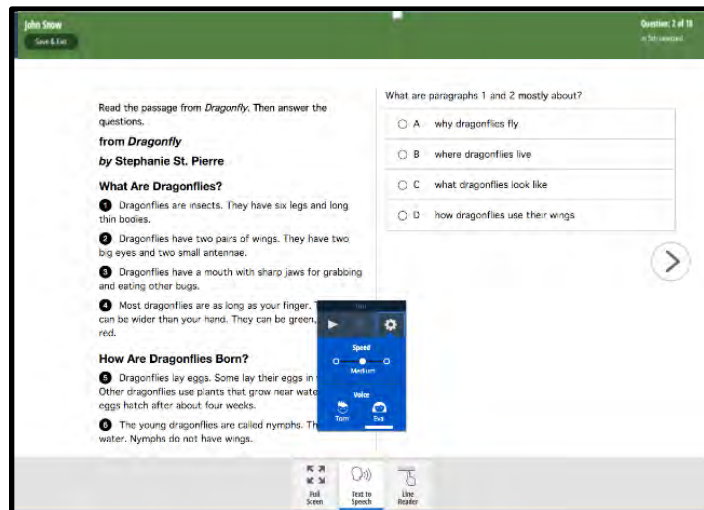 John Snow
Save & Exit
Question: 2 of 18
Read the passage from Dragonfly. Then answer the
questions.
from Dragonfly
by Stephanie St. Pierre
What Are Dragonflies?
1 Dragonflies are insects. They have six legs and long
thin bodies.
2 Dragonflies have two pairs of wings. They have two
big eyes and two small antennae.
3 Dragonflies have a mouth with sharp jaws for grabbing
and eating other bugs.
4 Most dragonflies are as long as your finger.
can be wider than your hand. They can be green,
red.
How Are Dragonflies Born?
5 Dragonflies lay eggs. Some lay their eggs in
Other dragonflies use plants that grow near
eggs hatch after about four weeks.
6 The young dragonflies are called nymphs.
water. Nymphs do not have wings.
What are paragraphs 1 and 2 mostly about?
A why dragonflies fly
B where dragonflies live
C what dragonflies look like
D how dragonflies use their wings
Speed
Medium
Voice
Tom Eva
Full
Screen
Text to
Speech
Line
Reader